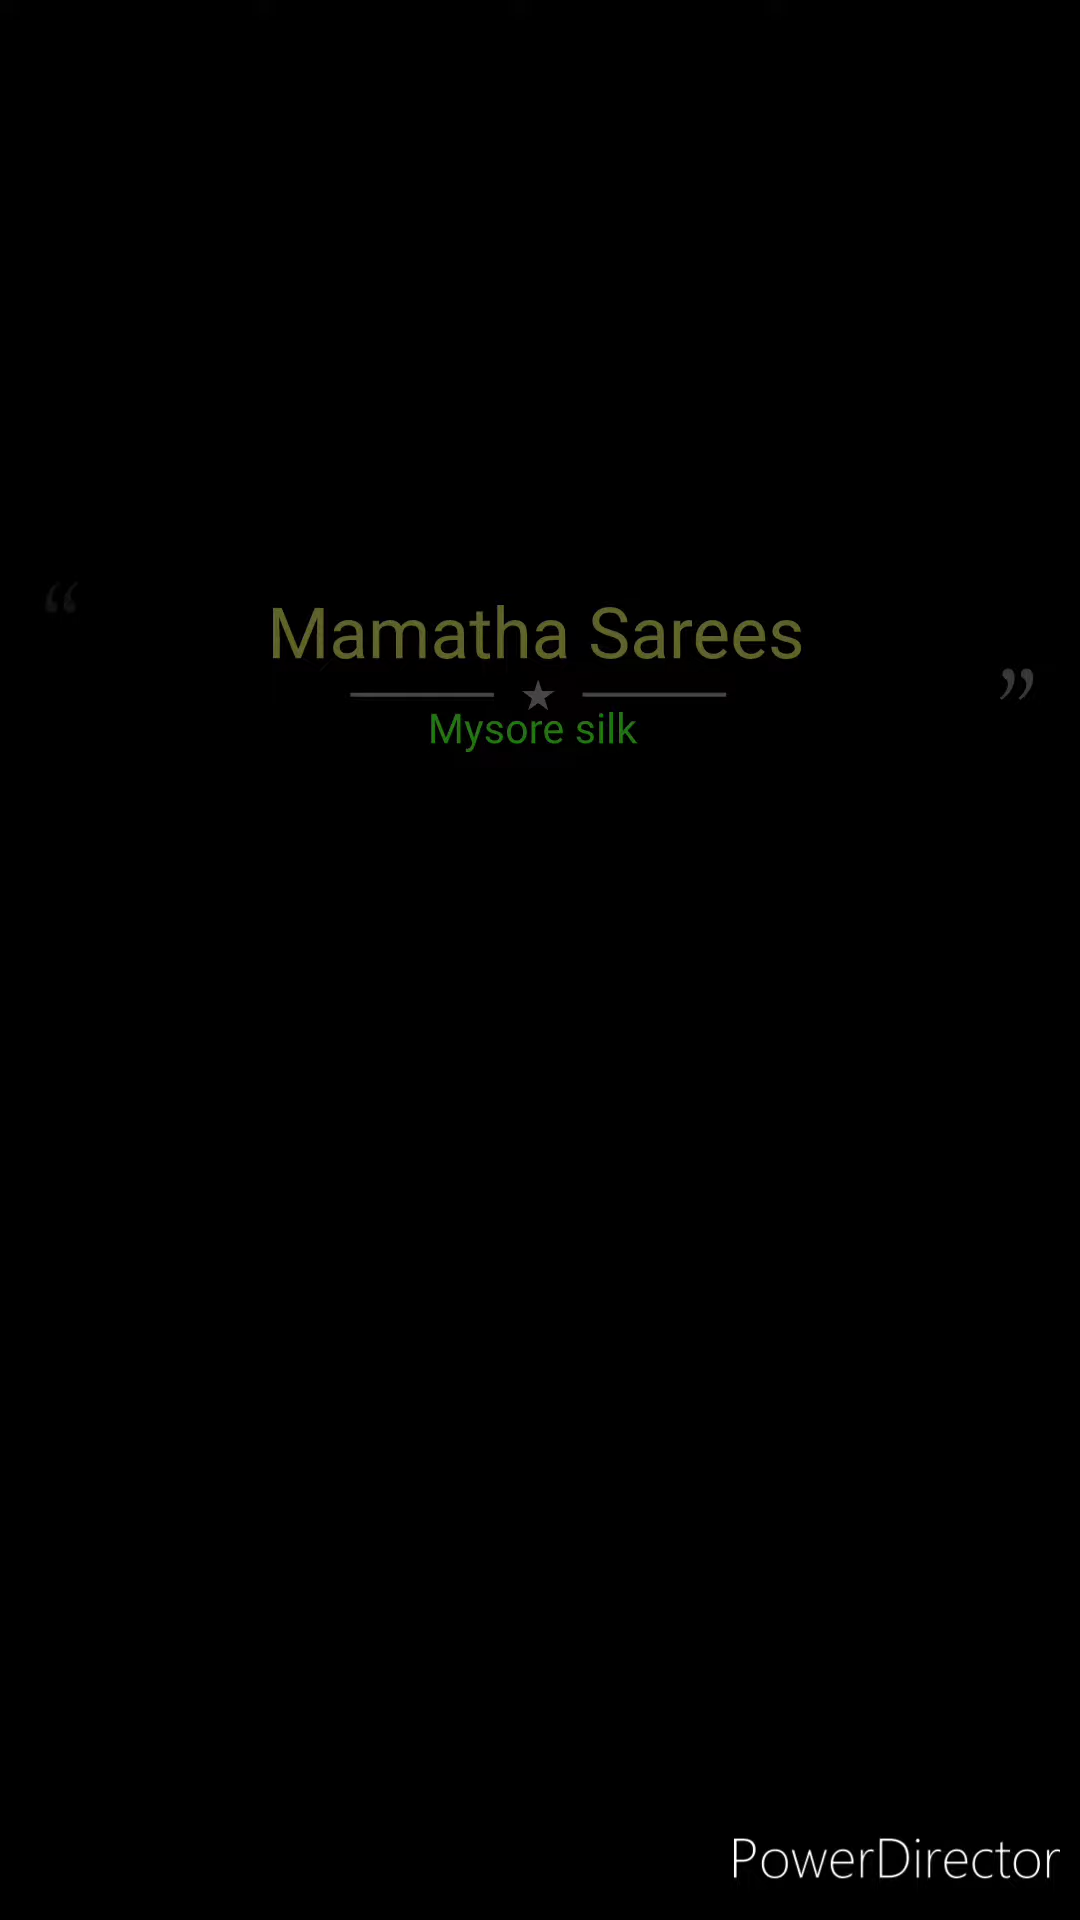 “
Mamatha Sarees
”
★
Mysore silk
PowerDirector